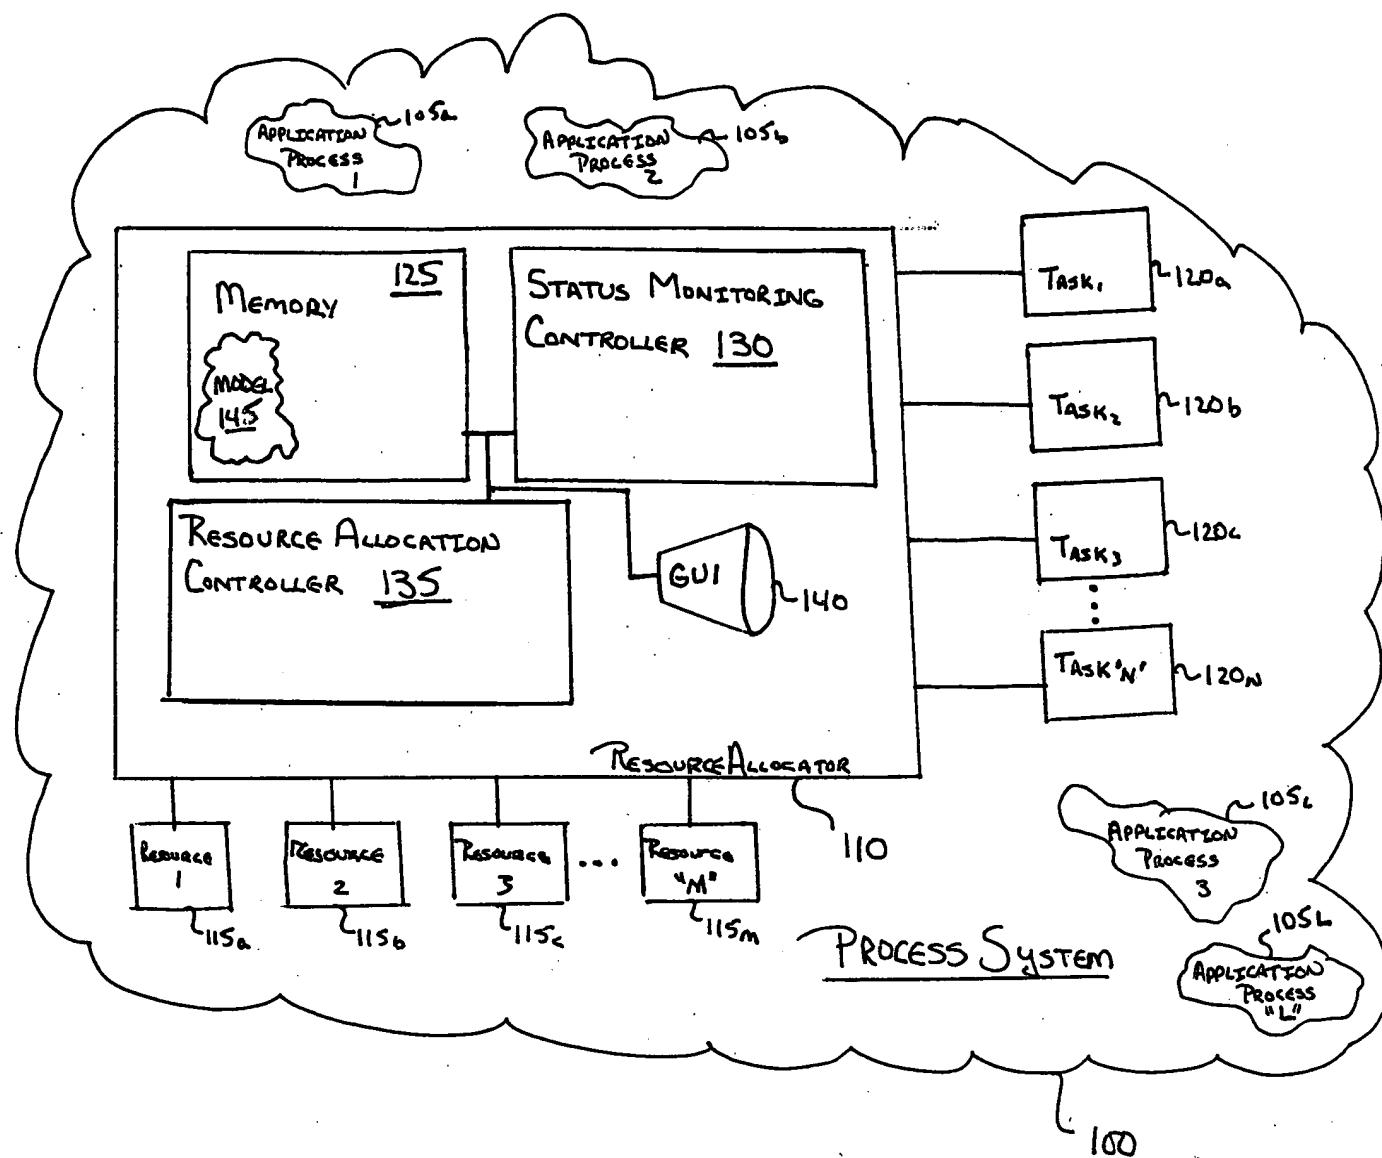 APPLICATION
PROCESS
1
105a
APPLICATION
PROCESS
2
105b
MEMORY
125
MODEL
145
STATUS MONITORING
CONTROLLER 130
RESOURCE ALLOCATION
CONTROLLER 135
GUI
140
RESOURCE ALLOCATOR
110
TASK1
120a
TASK2
120b
TASK3
120c
TASK "N"
120N
RESOURCE
1
115a
RESOURCE
2
115b
RESOURCE
3
115c
...
RESOURCE
"M"
115m
APPLICATION
PROCESS
3
105c
APPLICATION
PROCESS
"L"
105L
PROCESS SYSTEM
100